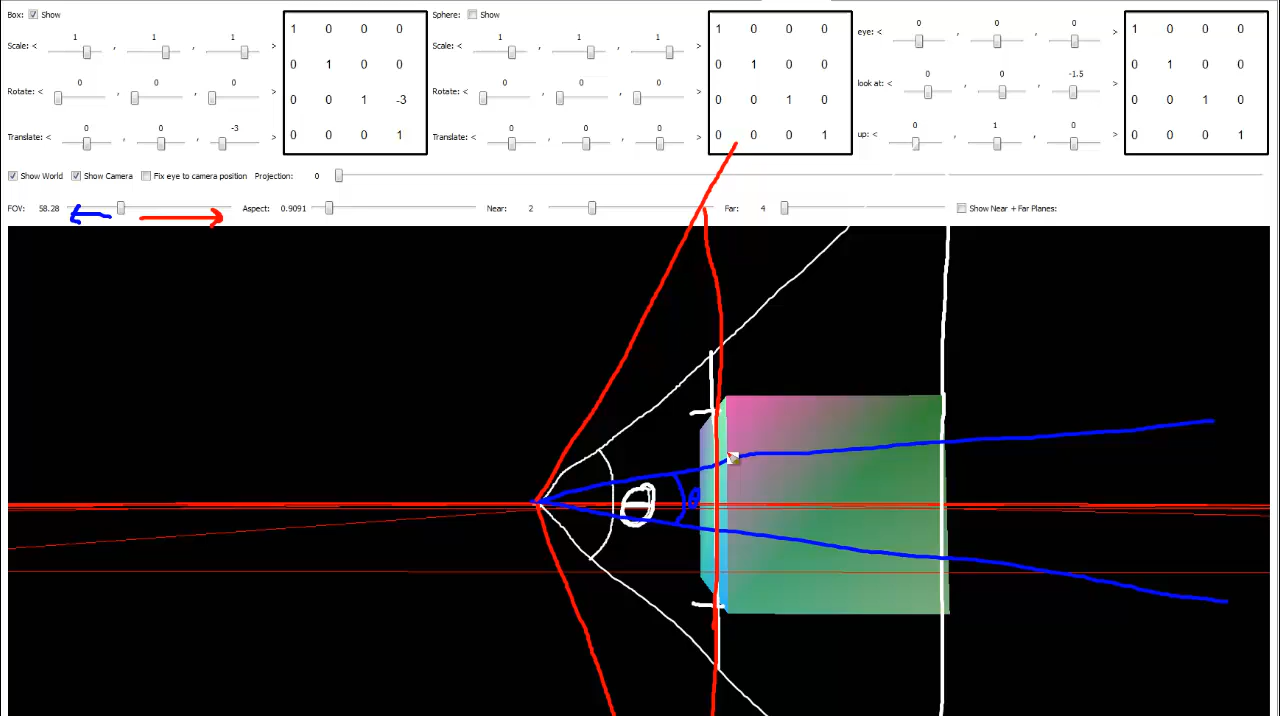 Box: Show
1 1 1
Scale: < , , >
0 0 0
Rotate: < , , >
0 0 -3
Translate: < , , >
1 0 0 0
0 1 0 0
0 0 1 -3
0 0 0 1
Sphere: Show
1 1 1
Scale: < , , >
0 0 0
Rotate: < , , >
0 0 0
Translate: < , , >
1 0 0 0
0 1 0 0
0 0 1 0
0 0 0 1
0 0 0
eye: < , , >
0 0 -1.5
look at: < , , >
0 1 0
up: < , , >
1 0 0 0
0 1 0 0
0 0 1 0
0 0 0 1
Show World Show Camera Fix eye to camera position Projection: 0
FOV: 58.28 Aspect: 0.9091 Near: 2 Far: 4 Show Near + Far Planes:
θ θ